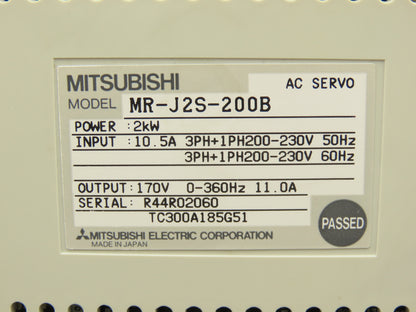 MITSUBISHI
AC SERVO
MODEL MR-J2S-200B
POWER :2kW
INPUT :10.5A 3PH+1PH200-230V 50Hz
3PH+1PH200-230V 60Hz
OUTPUT:170V 0-360Hz 11.0A
SERIAL: R44R02060
TC300A185G51
PASSED
MITSUBISHI ELECTRIC CORPORATION
MADE IN JAPAN